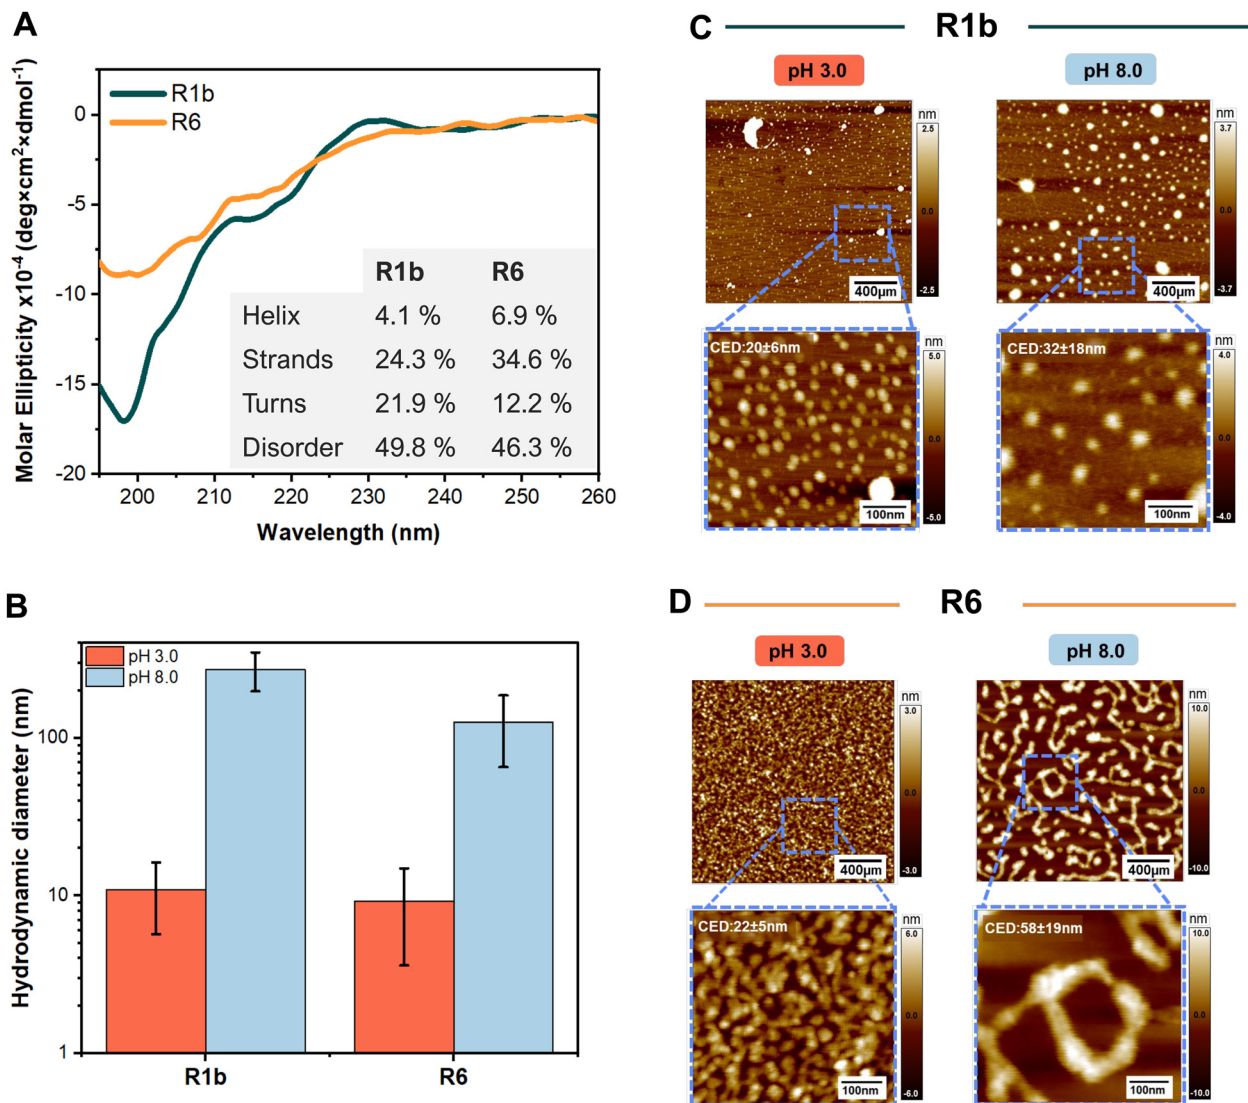 A
Molar Ellipticity x10-⁴ (deg×cm²×dmol⁻¹)
R1b
R6
0
-5
-10
-15
-20
R1b R6
Helix 4.1 % 6.9 %
Strands 24.3 % 34.6 %
Turns 21.9 % 12.2 %
Disorder 49.8 % 46.3 %
200 210 220 230 240 250 260
Wavelength (nm)
B
Hydrodynamic diameter (nm)
pH 3.0
pH 8.0
100
10
1
R1b R6
C R1b
pH 3.0
nm
2.5
0.0
-2.5
400µm
CED:20±6nm
nm
5.0
0.0
-5.0
100nm
pH 8.0
nm
3.7
0.0
-3.7
400µm
CED:32±18nm
nm
4.0
0.0
-4.0
100nm
D R6
pH 3.0
nm
3.0
0.0
-3.0
400µm
CED:22±5nm
nm
6.0
0.0
-6.0
100nm
pH 8.0
nm
10.0
0.0
-10.0
400µm
CED:58±19nm
nm
10.0
0.0
-10.0
100nm